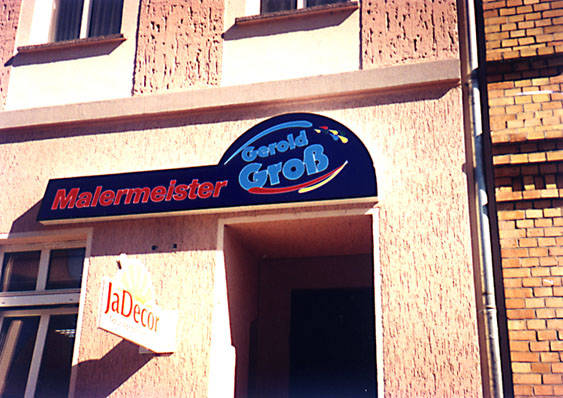 Malermeister
Gerold
Groß
JaDecor